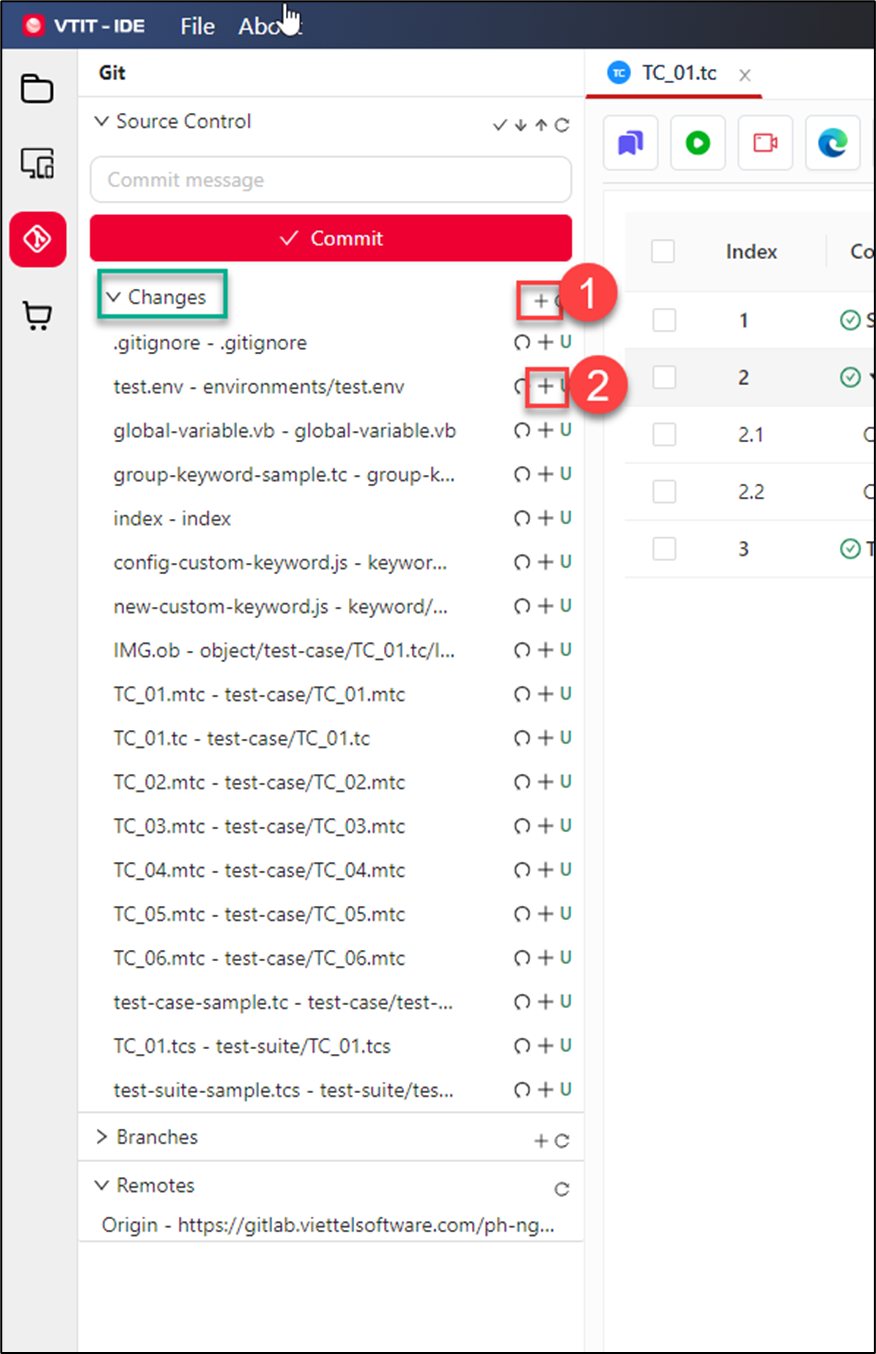 VTIT - IDE File
Git
TC TC_01.tc
Source Control
Commit message
Commit
Index
Changes
1
.gitignore - .gitignore U
test.env - environments/test.env
2
global-variable.vb - global-variable.vb U
group-keyword-sample.tc - group-k... U
index - index U
config-custom-keyword.js - keywor... U
new-custom-keyword.js - keyword/... U
IMG.ob - object/test-case/TC_01.tc/I... U
TC_01.mtc - test-case/TC_01.mtc U
TC_01.tc - test-case/TC_01.tc U
TC_02.mtc - test-case/TC_02.mtc U
TC_03.mtc - test-case/TC_03.mtc U
TC_04.mtc - test-case/TC_04.mtc U
TC_05.mtc - test-case/TC_05.mtc U
TC_06.mtc - test-case/TC_06.mtc U
test-case-sample.tc - test-case/test-... U
TC_01.tcs - test-suite/TC_01.tcs U
test-suite-sample.tcs - test-suite/tes... U
Branches
Remotes
Origin - https://gitlab.viettelsoftware.com/ph-ng...
1
2
2.1
2.2
3